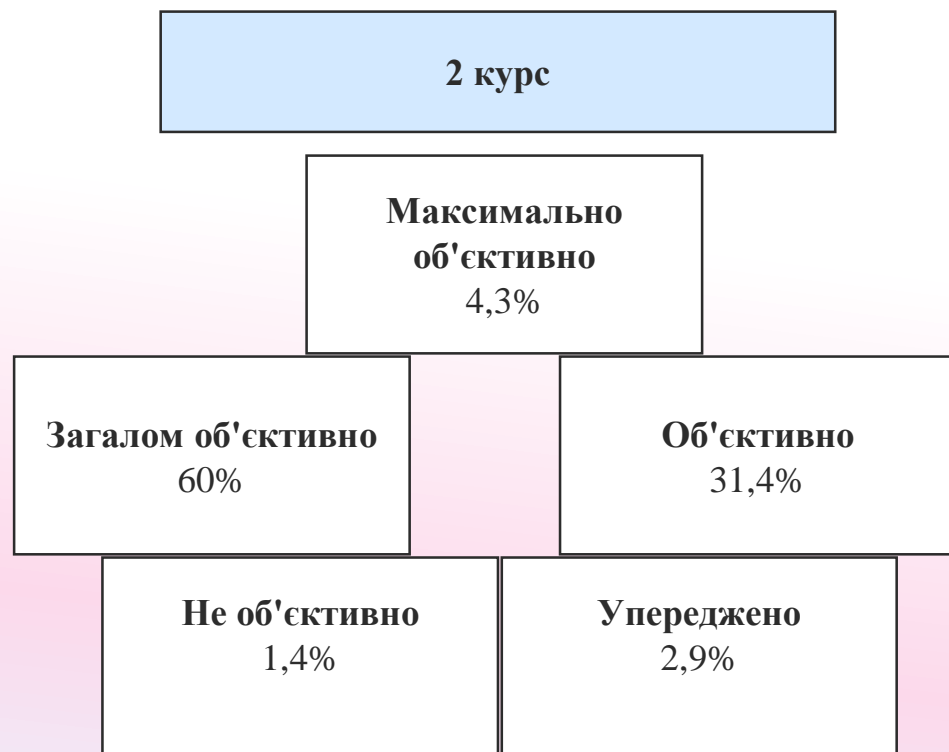 2 курс
Максимально
об'єктивно
4,3%
Загалом об'єктивно
60%
Об'єктивно
31,4%
Не об'єктивно
1,4%
Упереджено
2,9%